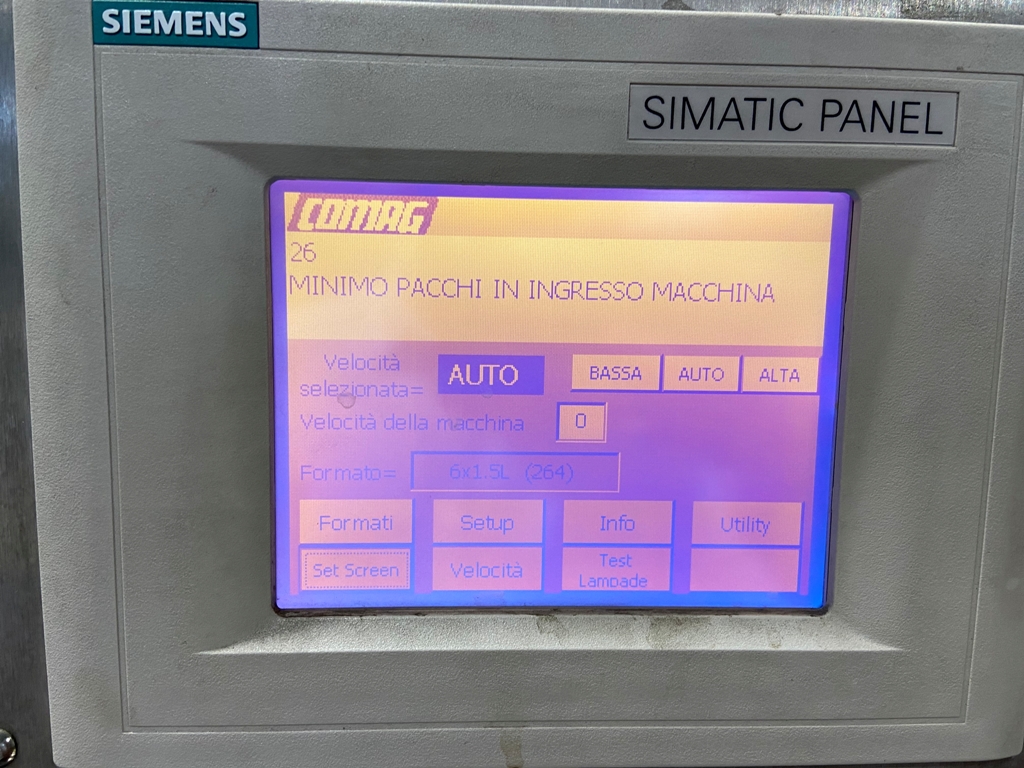 SIEMENS
SIMATIC PANEL
COMAG
26
MINIMO PACCHI IN INGRESSO MACCHINA
Velocità
selezionata=
AUTO
BASSA AUTO ALTA
Velocità della macchina 0
Formato= 6x1.5L (264)
Formati Setup Info Utility
Set Screen Velocità Test
Lampade